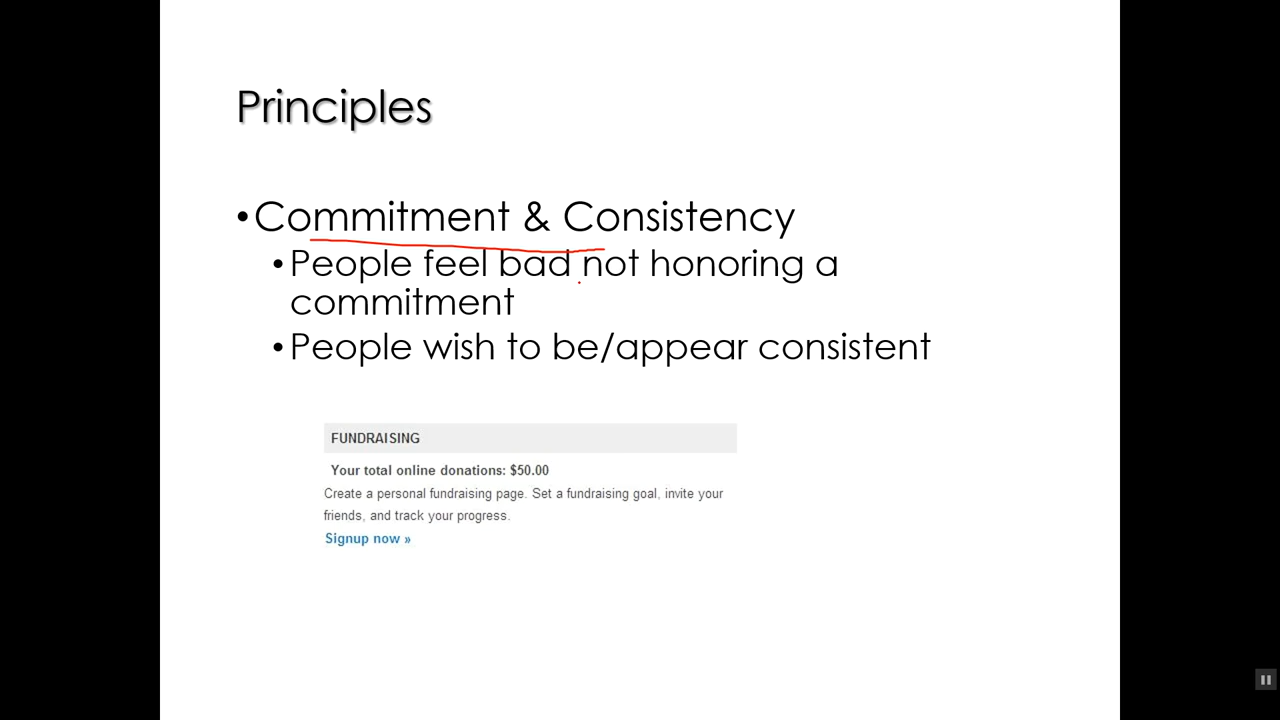 Principles
•Commitment & Consistency
•People feel bad not honoring a
commitment
•People wish to be/appear consistent
FUNDRAISING
Your total online donations: $50.00
Create a personal fundraising page. Set a fundraising goal, invite your
friends, and track your progress.
Signup now »